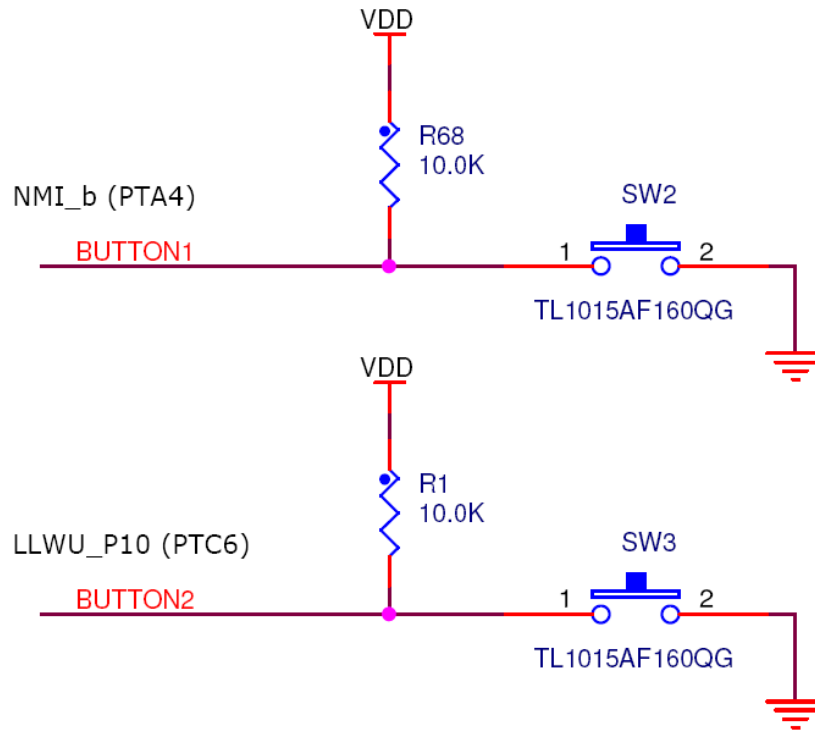 VDD
R68
10.0K
NMI_b (PTA4)
SW2
BUTTON1
1
2
TL1015AF160QG
VDD
R1
10.0K
LLWU_P10 (PTC6)
SW3
BUTTON2
1
2
TL1015AF160QG